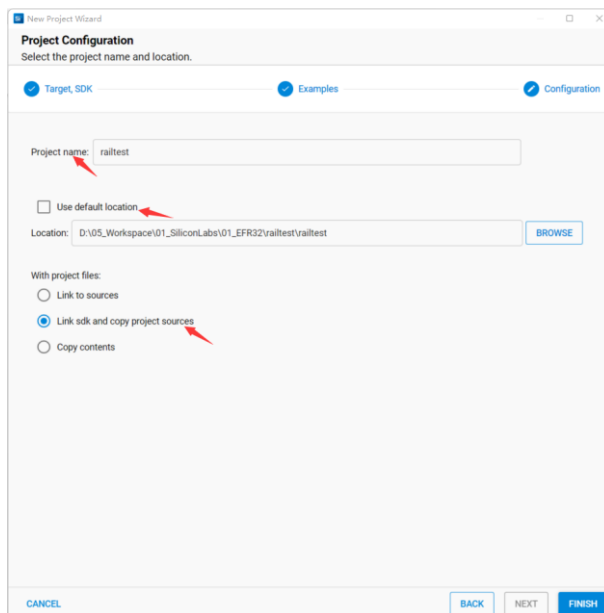 New Project Wizard
Project Configuration
Select the project name and location.
Target, SDK
Examples
Configuration
Project name: railtest
Use default location
Location: D:\05_Workspace\01_SiliconLabs\01_EFR32\railtest\railtest BROWSE
With project files:
Link to sources
Link sdk and copy project sources
Copy contents
CANCEL BACK NEXT FINISH